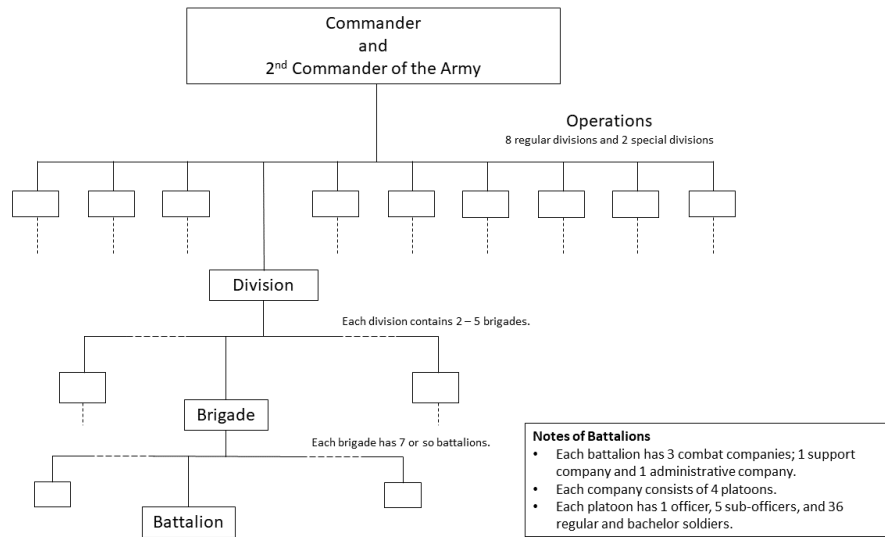 Commander
and
2nd Commander of the Army
Operations
8 regular divisions and 2 special divisions
Division
Each division contains 2 – 5 brigades.
Brigade
Each brigade has 7 or so battalions.
Battalion
Notes of Battalions
• Each battalion has 3 combat companies; 1 support
company and 1 administrative company.
• Each company consists of 4 platoons.
• Each platoon has 1 officer, 5 sub-officers, and 36
regular and bachelor soldiers.